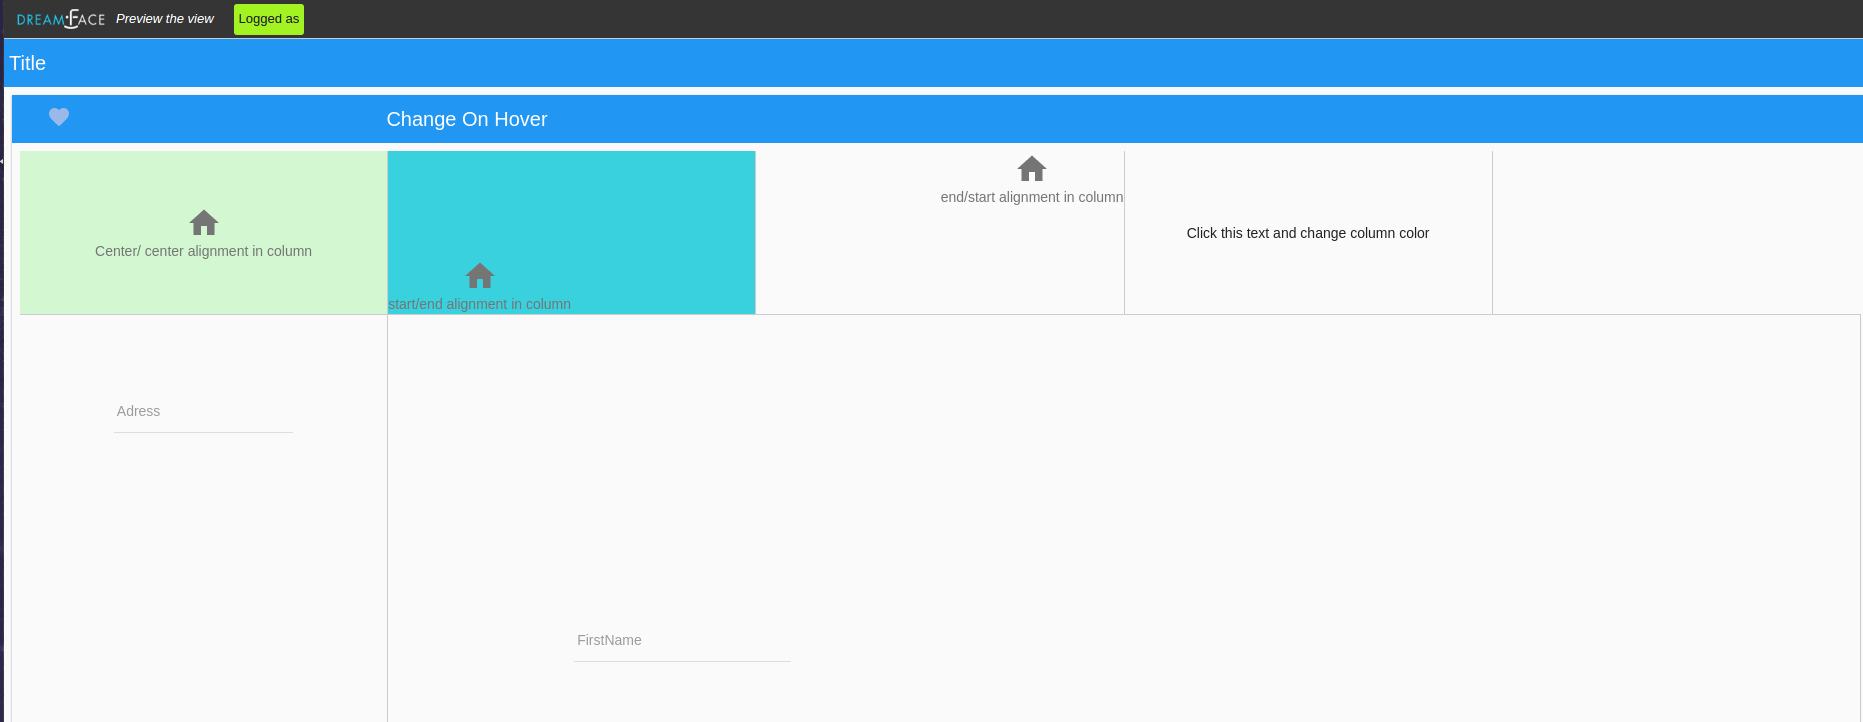 DREAMFACE Preview the view Logged as
Title
Change On Hover
end/start alignment in column
Click this text and change column color
Center/ center alignment in column
start/end alignment in column
Adress
FirstName